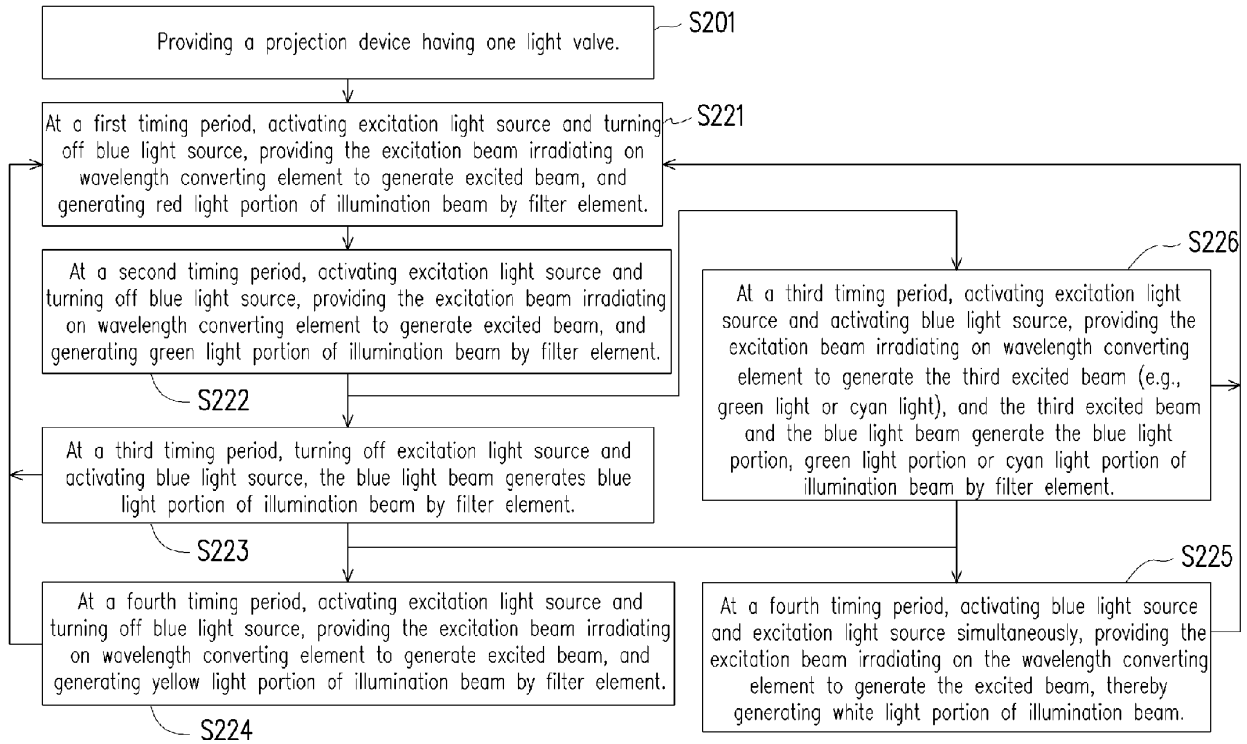 Providing a projection device having one light valve.
S201
At a first timing period, activating excitation light source and turning
off blue light source, providing the excitation beam irradiating on
wavelength converting element to generate excited beam, and
generating red light portion of illumination beam by filter element.
S221
At a second timing period, activating excitation light source and
turning off blue light source, providing the excitation beam irradiating
on wavelength converting element to generate excited beam, and
generating green light portion of illumination beam by filter element.
S222
At a third timing period, turning off excitation light source and
activating blue light source, the blue light beam generates blue
light portion of illumination beam by filter element.
S223
At a fourth timing period, activating excitation light source and
turning off blue light source, providing the excitation beam irradiating
on wavelength converting element to generate excited beam, and
generating yellow light portion of illumination beam by filter element.
S224
S226
At a third timing period, activating excitation light
source and activating blue light source, providing the
excitation beam irradiating on wavelength converting
element to generate the third excited beam (e.g.,
green light or cyan light), and the third excited beam
and the blue light beam generate the blue light
portion, green light portion or cyan light portion of
illumination beam by filter element.
S225
At a fourth timing period, activating blue light source
and excitation light source simultaneously, providing the
excitation beam irradiating on the wavelength converting
element to generate the excited beam, thereby
generating white light portion of illumination beam.